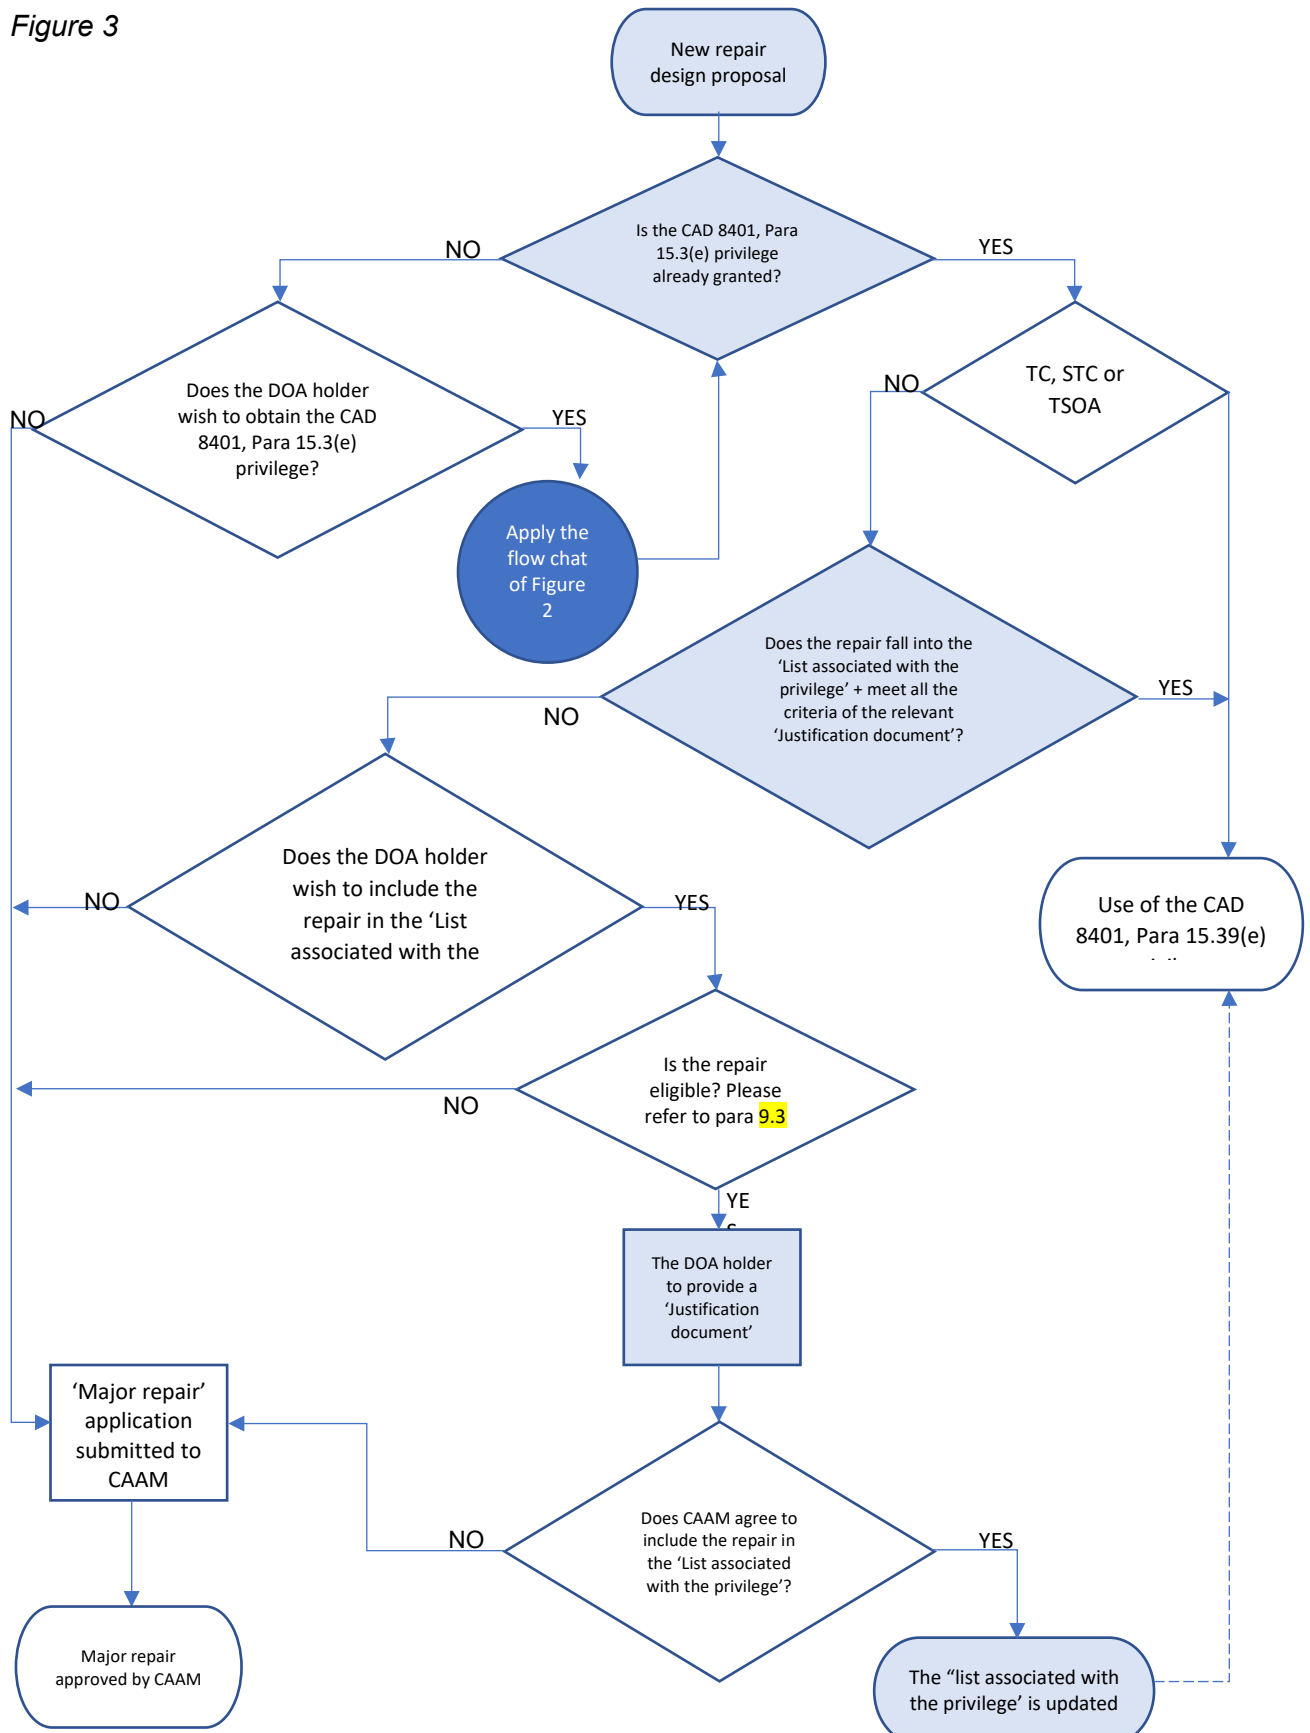 Figure 3
New repair
design proposal
Is the CAD 8401, Para
15.3(e) privilege
already granted?
NO
YES
Does the DOA holder
wish to obtain the CAD
8401, Para 15.3(e)
privilege?
NO
YES
TC, STC or
TSOA
NO
Apply the
flow chat
of Figure
2
Does the repair fall into the
‘List associated with the
privilege’ + meet all the
criteria of the relevant
‘Justification document’?
YES
NO
Does the DOA holder
wish to include the
repair in the ‘List
associated with the
NO
YES
Use of the CAD
8401, Para 15.39(e)
Is the repair
eligible? Please
refer to para 9.3
NO
YE
The DOA holder
to provide a
‘Justification
document’
‘Major repair’
application
submitted to
CAAM
Does CAAM agree to
include the repair in
the ‘List associated
with the privilege’?
NO
YES
Major repair
approved by CAAM
The “list associated with
the privilege’ is updated